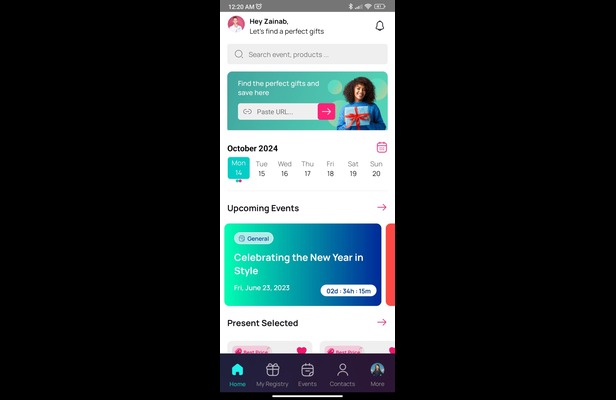 12:20 AM
Hey Zainab,
Let's find a perfect gifts
Search event, products ...
Find the perfect gifts and
save here
Paste URL...
October 2024
Mon Tue Wed Thu Fri Sat Sun
14 15 16 17 18 19 20
Upcoming Events
General
Celebrating the New Year in
Style
Fri, June 23, 2023
02d : 34h : 15m
Present Selected
Best Price Best Price
Home My Registry Events Contacts More